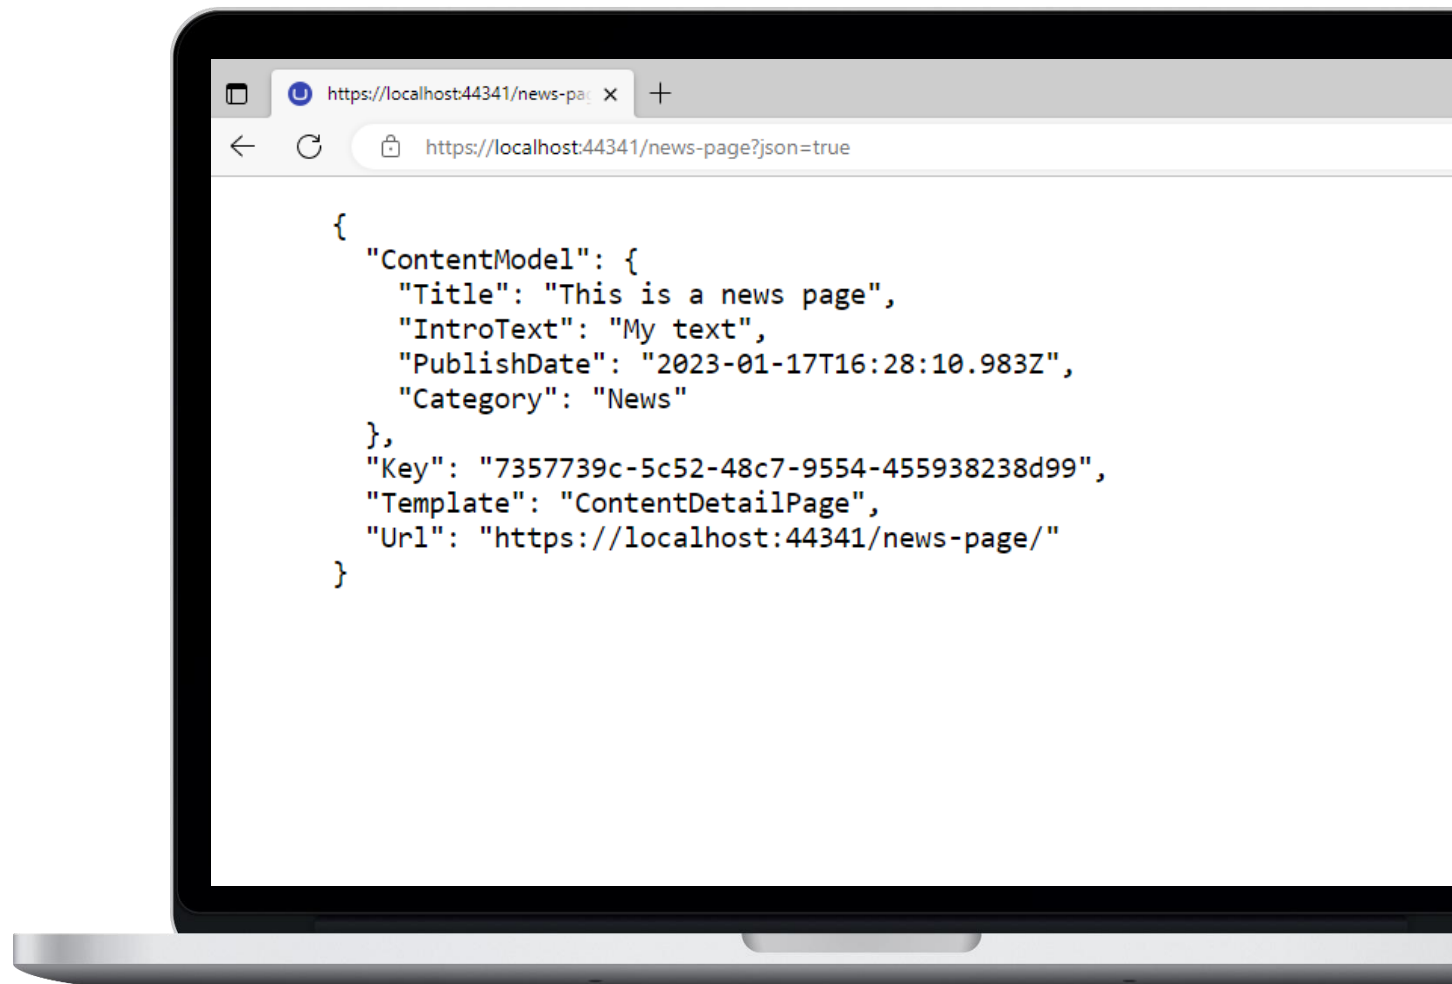 https://localhost:44341/news-pa
https://localhost:44341/news-page?json=true
{
"ContentModel": {
"Title": "This is a news page",
"IntroText": "My text",
"PublishDate": "2023-01-17T16:28:10.983Z",
"Category": "News"
},
"Key": "7357739c-5c52-48c7-9554-455938238d99",
"Template": "ContentDetailPage",
"Url": "https://localhost:44341/news-page/"
}